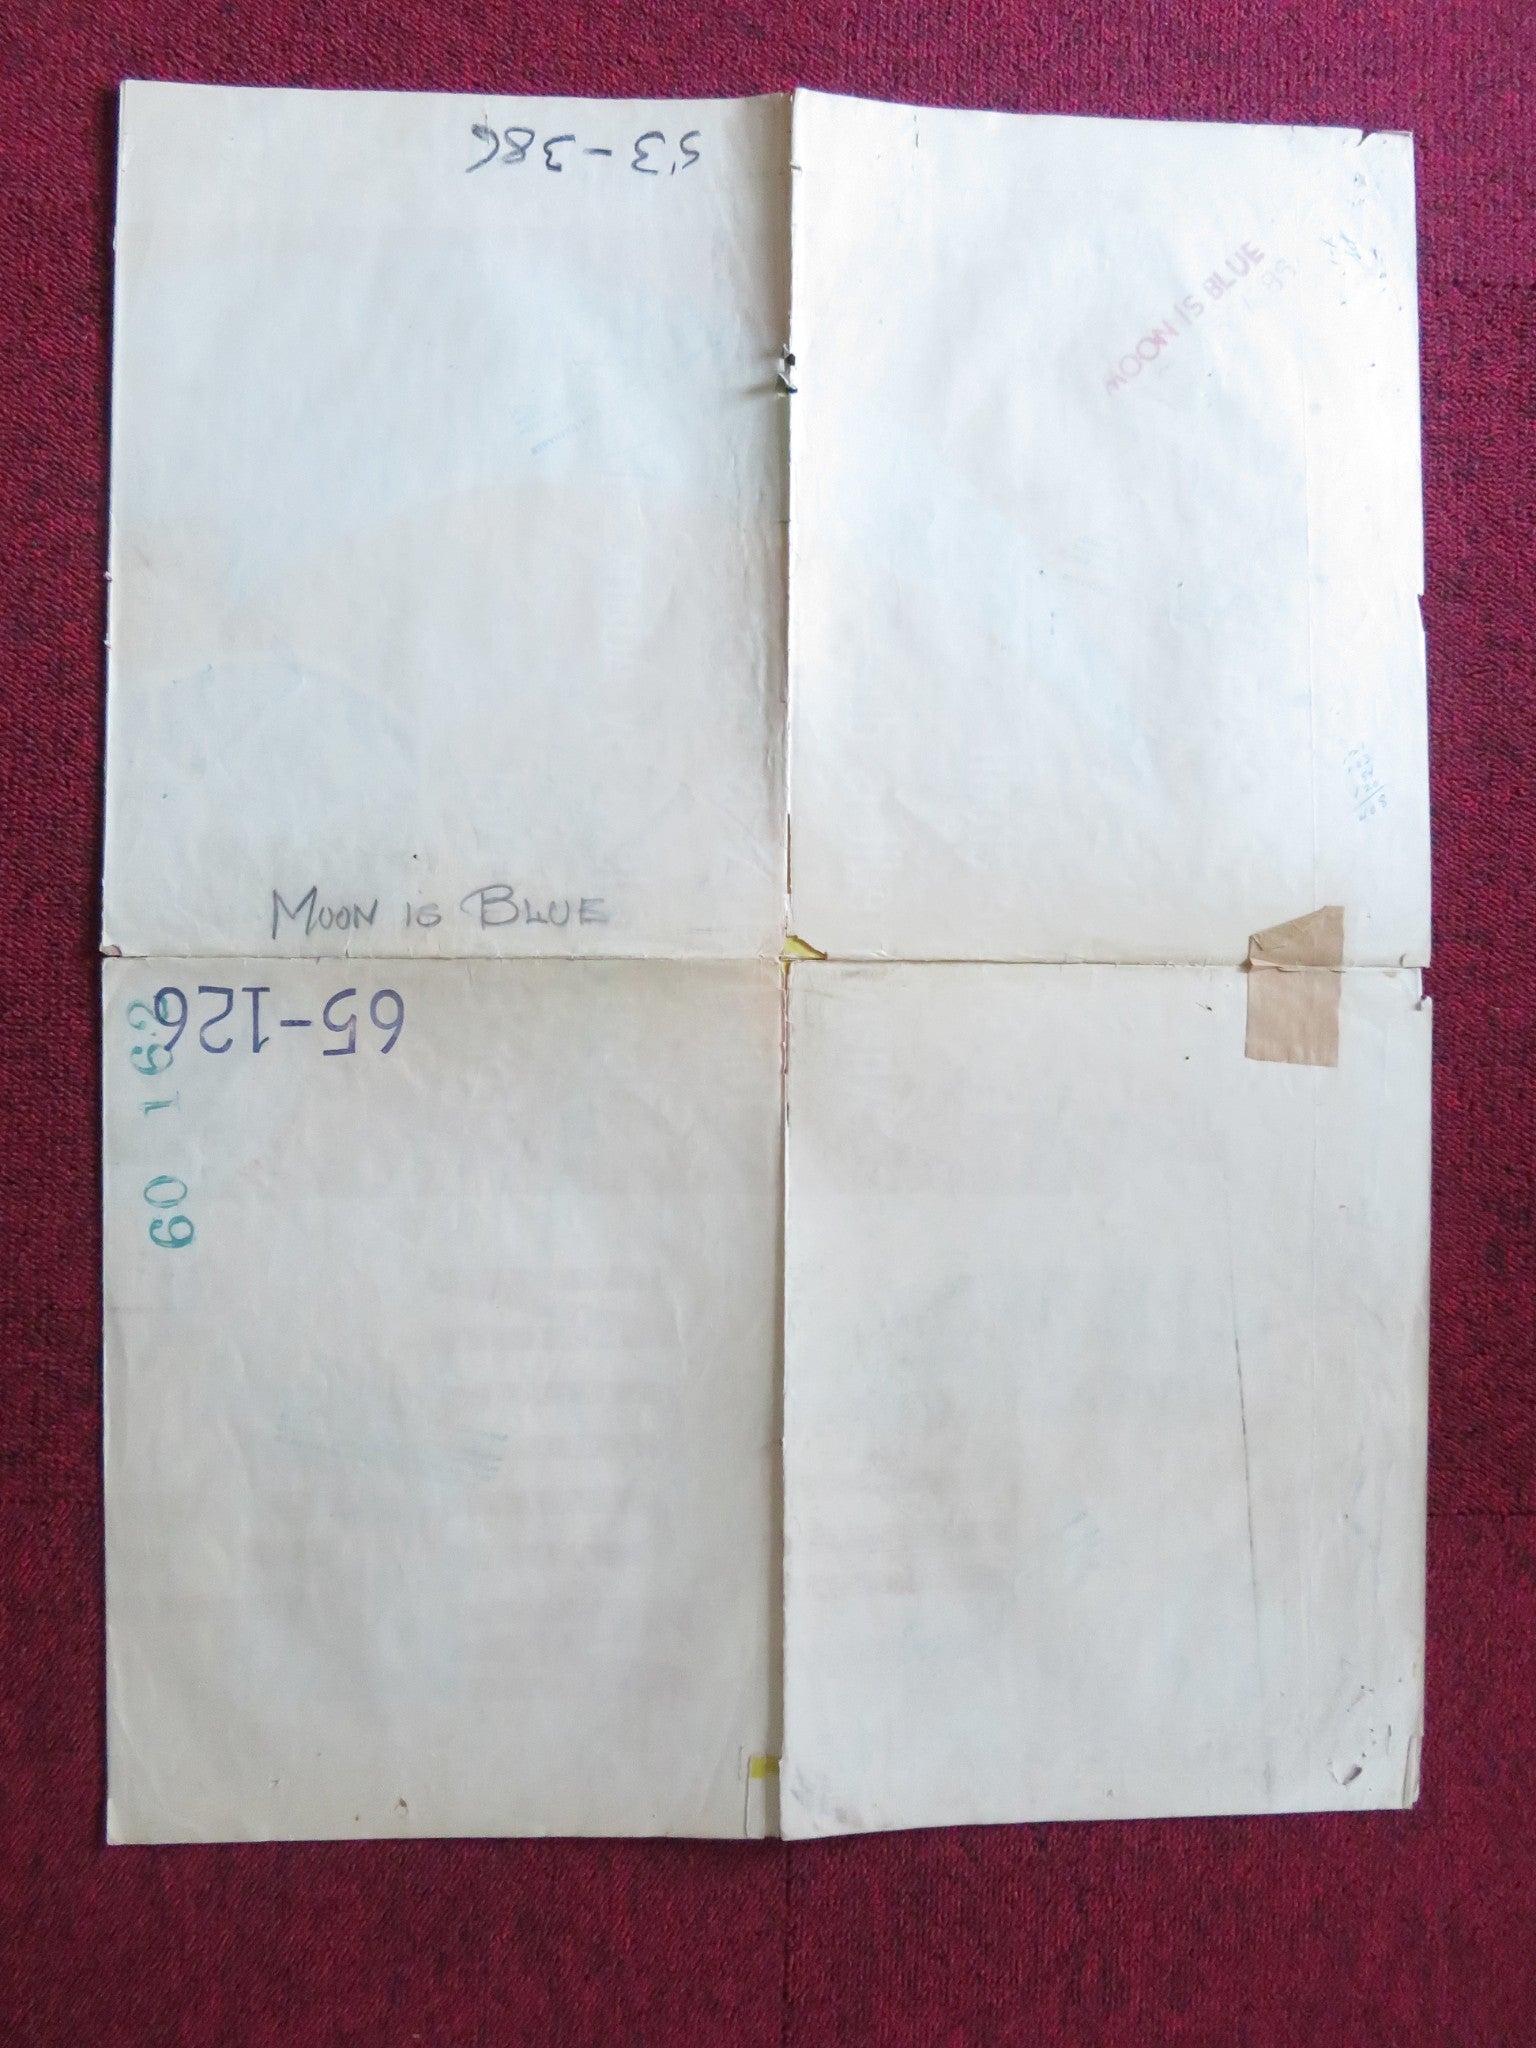 53-386
MOON IS BLUE
MOON IS BLUE
65-126
60 162